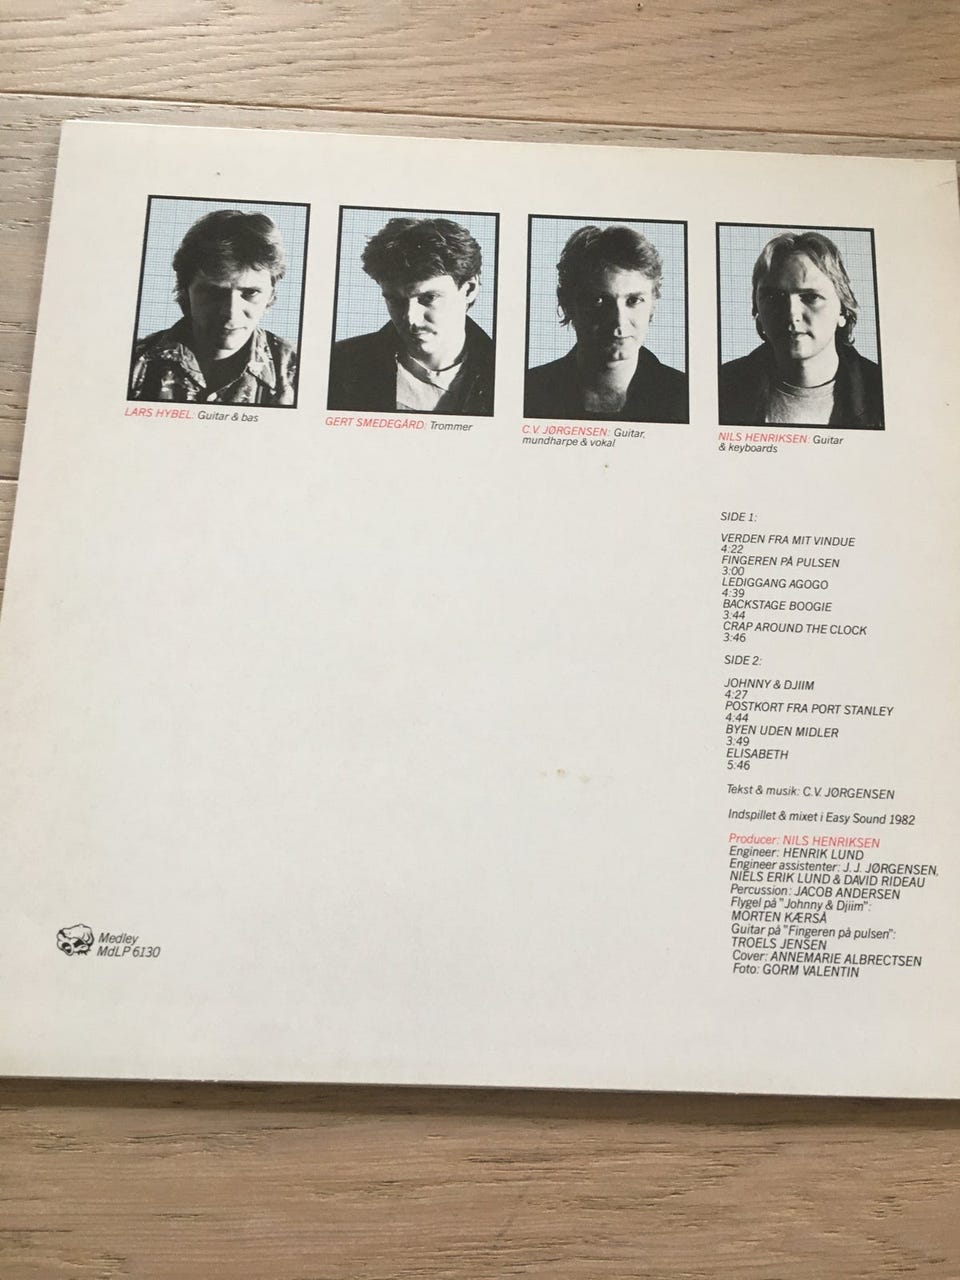 LARS HYBEL: Guitar & bas
GERT SMEDEGÅRD: Trommer
C.V. JØRGENSEN: Guitar,
mundharpe & vokal
NILS HENRIKSEN: Guitar
& keyboards
SIDE 1:
VERDEN FRA MIT VINDUE
4:22
FINGEREN PÅ PULSEN
3:00
LEDIGGANG AGOGO
4:39
BACKSTAGE BOOGIE
3:44
CRAP AROUND THE CLOCK
3:46
SIDE 2:
JOHNNY & DJIIM
4:27
POSTKORT FRA PORT STANLEY
4:44
BYEN UDEN MIDLER
3:49
ELISABETH
5:46
Tekst & musik: C.V. JØRGENSEN
Indspillet & mixet i Easy Sound 1982
Producer: NILS HENRIKSEN
Engineer: HENRIK LUND
Engineer assistenter: J. J. JØRGENSEN,
NIELS ERIK LUND & DAVID RIDEAU
Percussion: JACOB ANDERSEN
Flygel på "Johnny & Djiim":
MORTEN KÆRSÅ
Guitar på "Fingeren på pulsen":
TROELS JENSEN
Cover: ANNEMARIE ALBRECTSEN
Foto: GORM VALENTIN
Medley
MdLP 6130